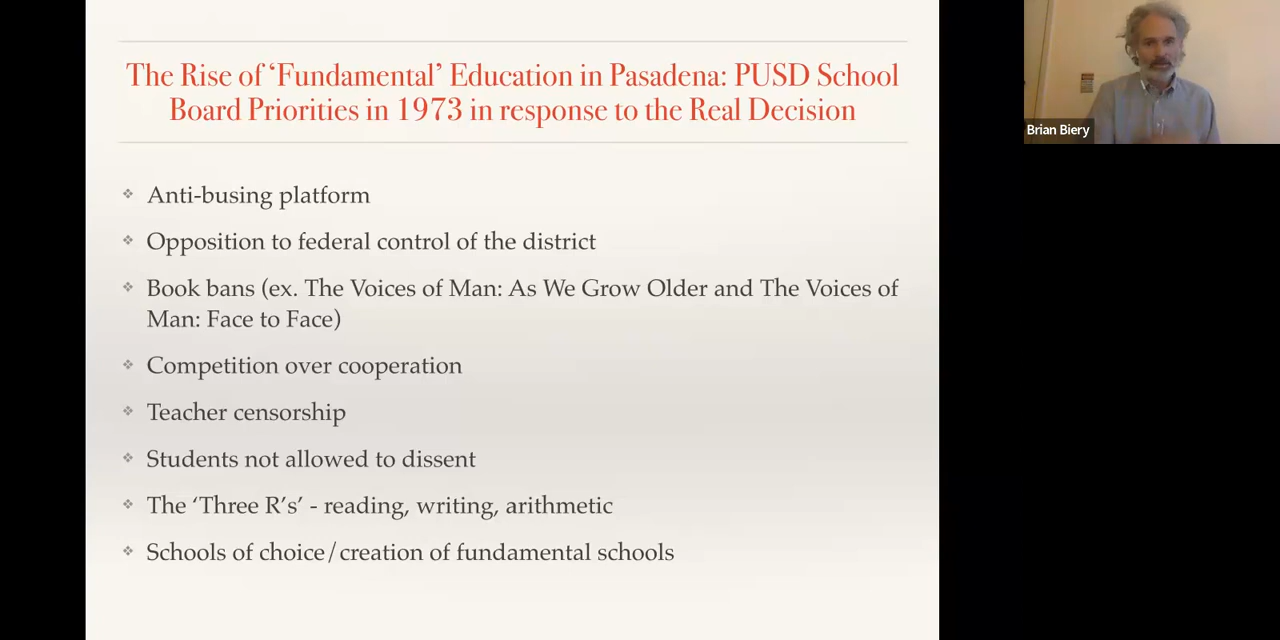 The Rise of ‘Fundamental’ Education in Pasadena: PUSD School
Board Priorities in 1973 in response to the Real Decision
Brian Biery
❖ Anti-busing platform
❖ Opposition to federal control of the district
❖ Book bans (ex. The Voices of Man: As We Grow Older and The Voices of
Man: Face to Face)
❖ Competition over cooperation
❖ Teacher censorship
❖ Students not allowed to dissent
❖ The ‘Three R’s’ - reading, writing, arithmetic
❖ Schools of choice/creation of fundamental schools